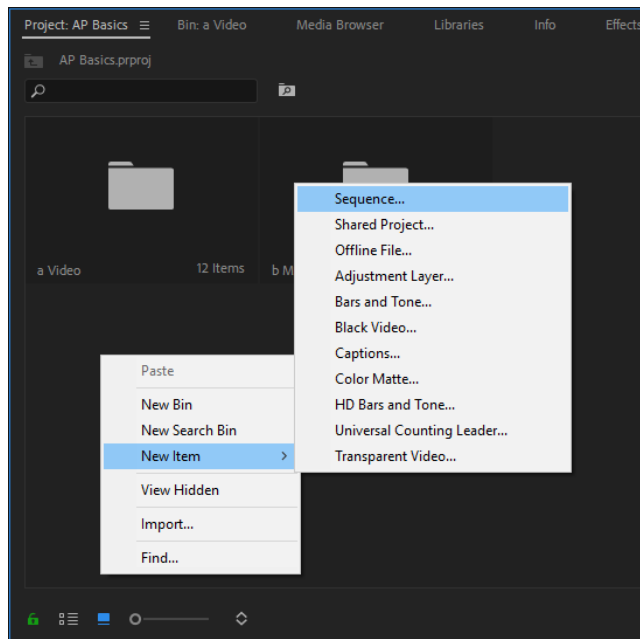 Project: AP Basics Bin: a Video Media Browser Libraries Info Effects
AP Basics.prproj
a Video 12 Items b M
Sequence...
Shared Project...
Offline File...
Adjustment Layer...
Bars and Tone...
Black Video...
Captions...
Color Matte...
HD Bars and Tone...
Universal Counting Leader...
Transparent Video...
Paste
New Bin
New Search Bin
New Item
View Hidden
Import...
Find...